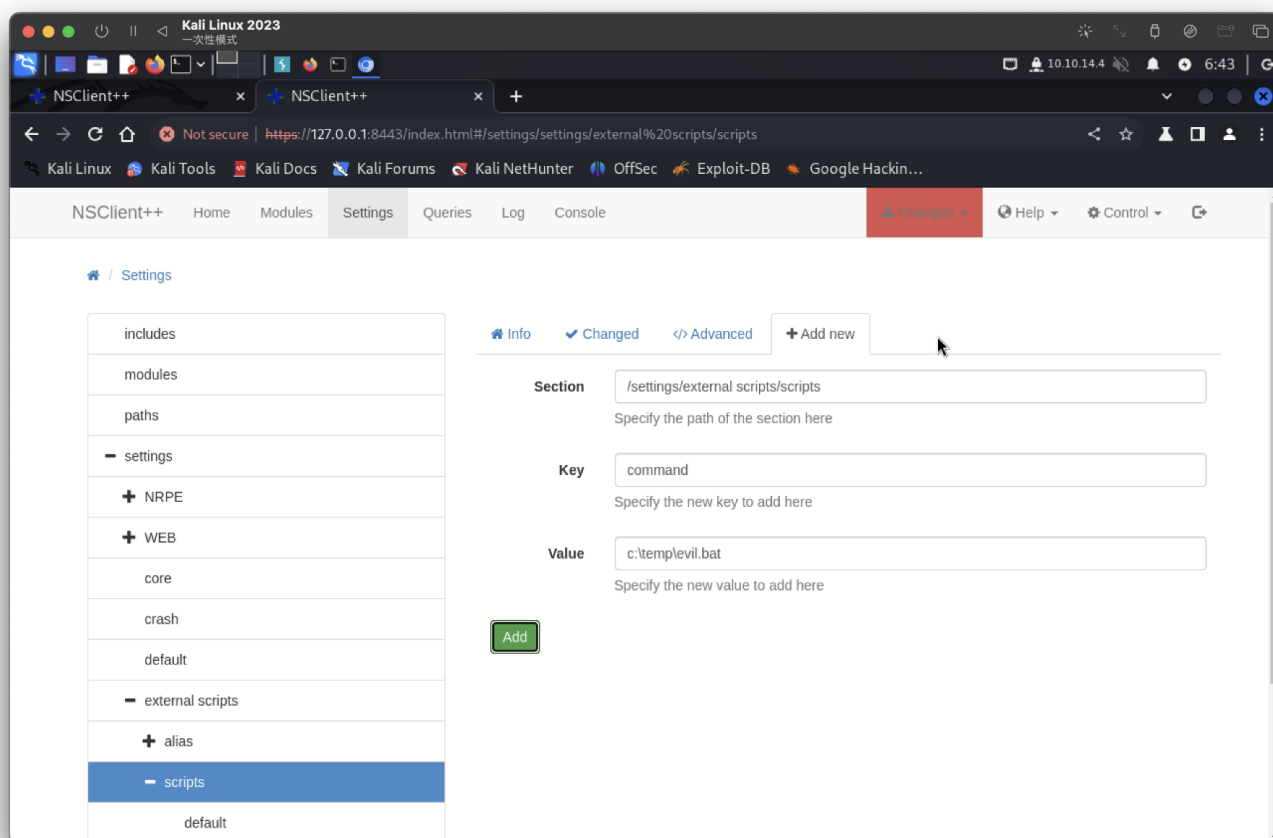 Kali Linux 2023
一次性模式
10.10.14.4
6:43
NSClient++
NSClient++
Not secure
https://127.0.0.1:8443/index.html#/settings/settings/external%20scripts/scripts
Kali Linux
Kali Tools
Kali Docs
Kali Forums
Kali NetHunter
OffSec
Exploit-DB
Google Hackin…
NSClient++
Home
Modules
Settings
Queries
Log
Console
Changes
Help
Control
/ Settings
includes
modules
paths
settings
NRPE
WEB
core
crash
default
external scripts
alias
scripts
default
Info
Changed
</> Advanced
Add new
Section
/settings/external scripts/scripts
Specify the path of the section here
Key
command
Specify the new key to add here
Value
c:\temp\evil.bat
Specify the new value to add here
Add